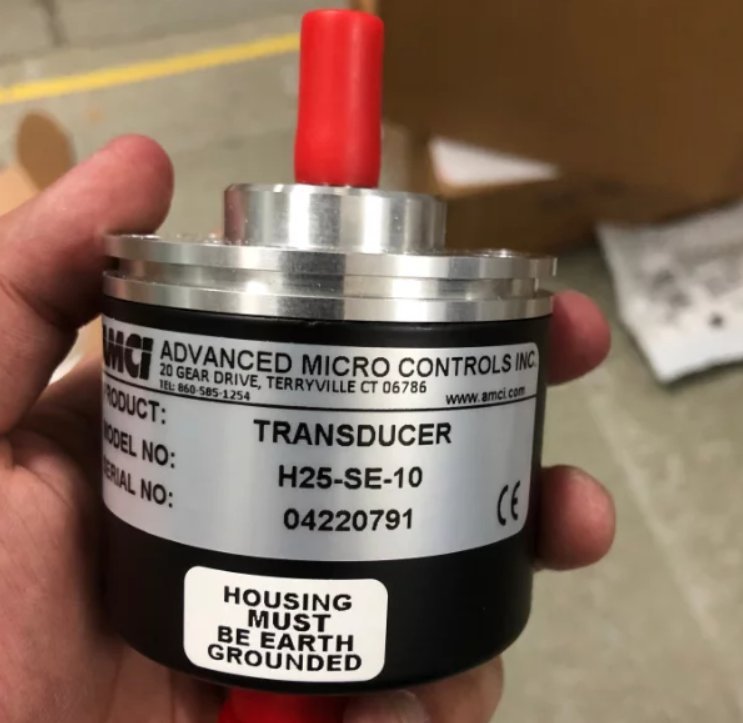 AMCI ADVANCED MICRO CONTROLS INC.
20 GEAR DRIVE, TERRYVILLE CT 06786
TEL: 860-585-1254 www.amci.com
PRODUCT: TRANSDUCER
MODEL NO: H25-SE-10
SERIAL NO: 04220791
CE
HOUSING
MUST
BE EARTH
GROUNDED